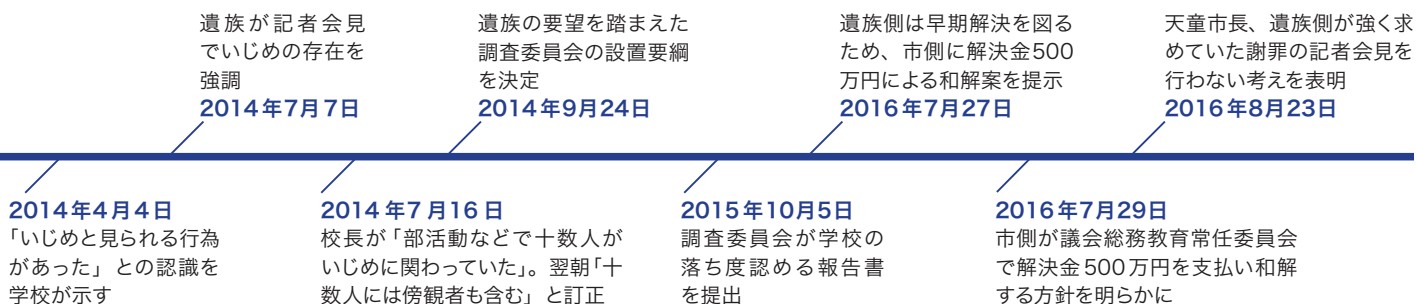 遺族が記者会見
でいじめの存在を
強調
2014年7月7日
遺族の要望を踏まえた
調査委員会の設置要綱
を決定
2014年9月24日
遺族側は早期解決を図る
ため、市側に解決金500
万円による和解案を提示
2016年7月27日
天童市長、遺族側が強く求
めていた謝罪の記者会見を
行わない考えを表明
2016年8月23日
2014年4月4日
「いじめと見られる行為
があった」との認識を
学校が示す
2014年7月16日
校長が「部活動などで十数人が
いじめに関わっていた」。翌朝「十
数人には傍観者も含む」と訂正
2015年10月5日
調査委員会が学校の
落ち度認める報告書
を提出
2016年7月29日
市側が議会総務教育常任委員会
で解決金500万円を支払い和解
する方針を明らかに